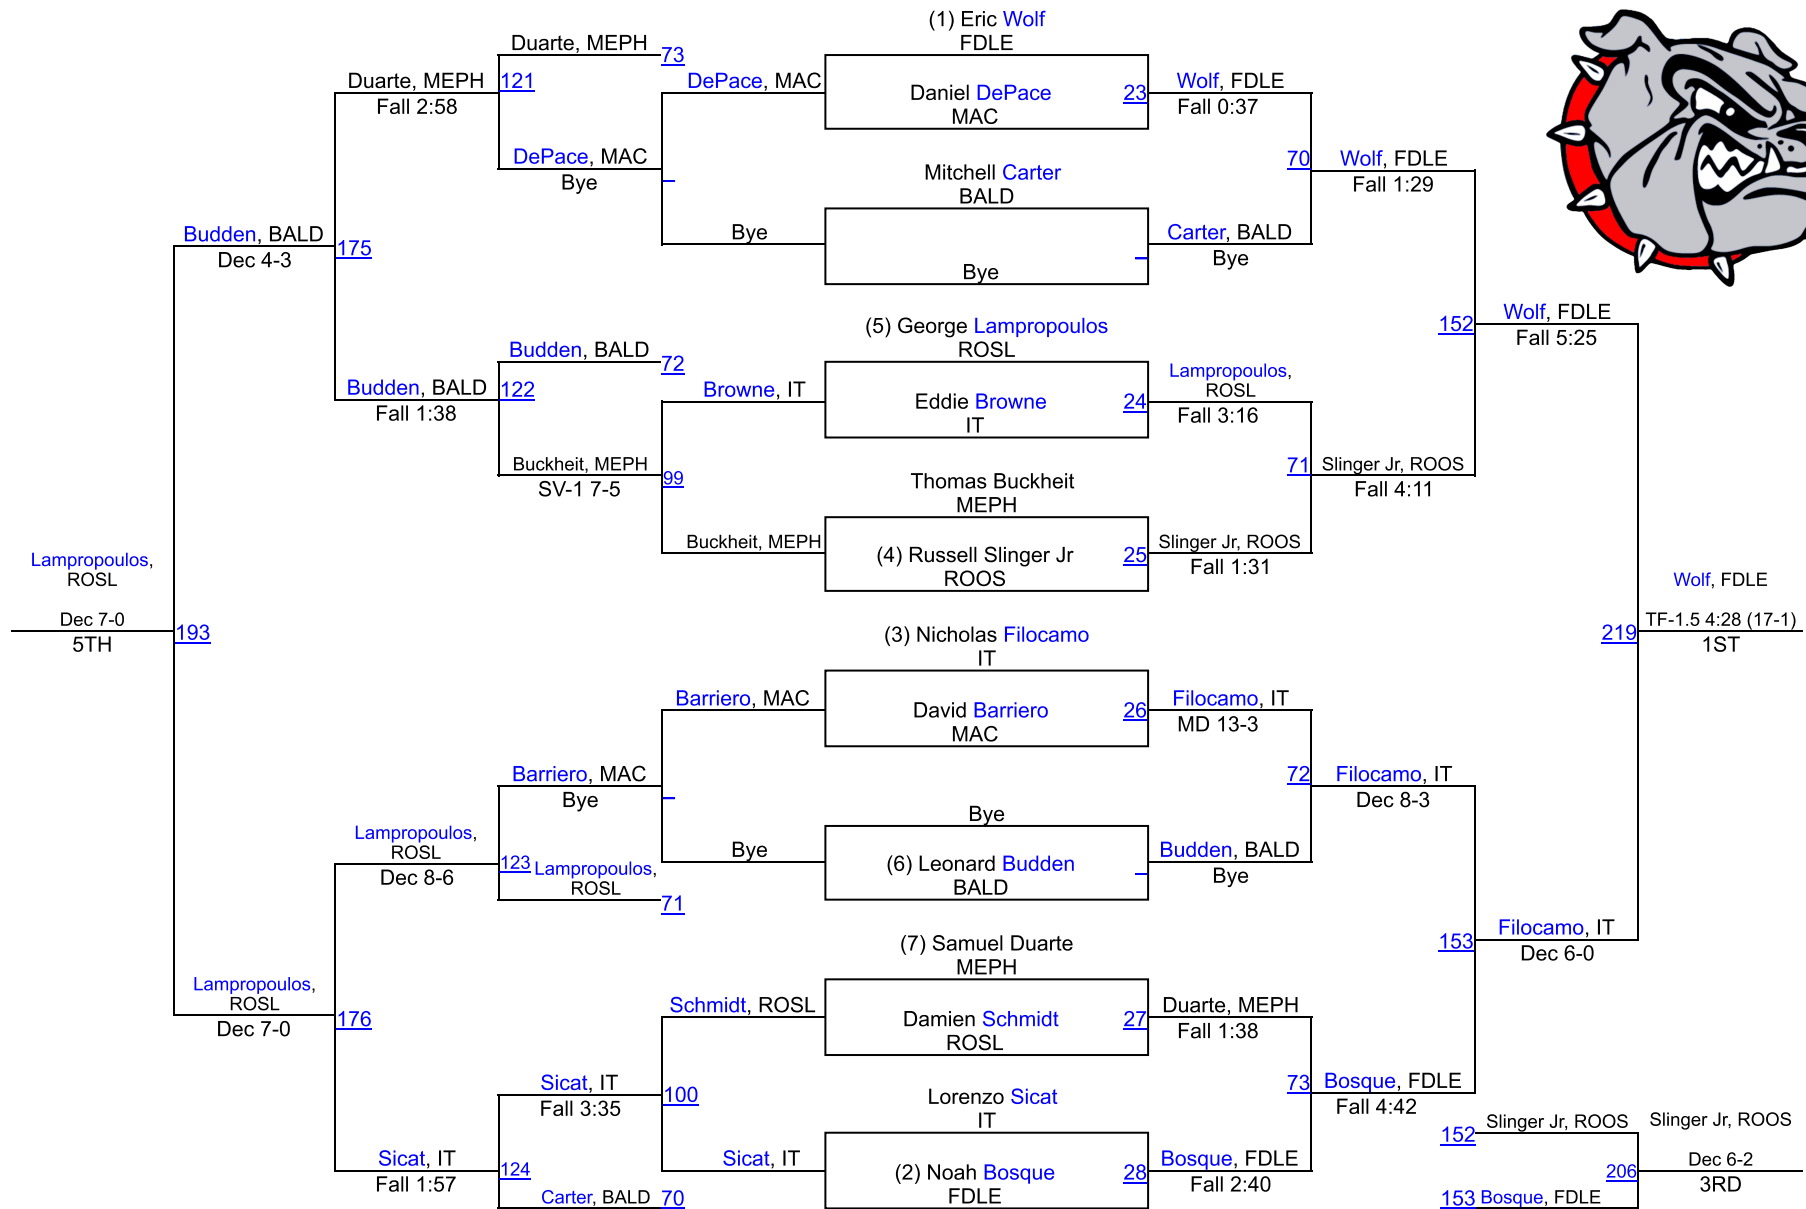 (1) Eric Wolf
FDLE
Daniel DePace
MAC
23
Mitchell Carter
BALD
Bye
(5) George Lampropoulos
ROSL
Eddie Browne
IT
24
Thomas Buckheit
MEPH
(4) Russell Slinger Jr
ROOS
25
(3) Nicholas Filocamo
IT
David Barriero
MAC
26
Bye
(6) Leonard Budden
BALD
(7) Samuel Duarte
MEPH
Damien Schmidt
ROSL
27
Lorenzo Sicat
IT
(2) Noah Bosque
FDLE
28
Wolf, FDLE
Fall 0:37
Carter, BALD
Bye
Lampropoulos,
ROSL
Fall 3:16
Slinger Jr, ROOS
Fall 1:31
Filocamo, IT
MD 13-3
Budden, BALD
Bye
Duarte, MEPH
Fall 1:38
Bosque, FDLE
Fall 2:40
70
Wolf, FDLE
Fall 1:29
71
Slinger Jr, ROOS
Fall 4:11
72
Filocamo, IT
Dec 8-3
73
Bosque, FDLE
Fall 4:42
152
Wolf, FDLE
Fall 5:25
153
Filocamo, IT
Dec 6-0
219
Wolf, FDLE
TF-1.5 4:28 (17-1)
1ST
152
Slinger Jr, ROOS
153
Bosque, FDLE
206
Slinger Jr, ROOS
Dec 6-2
3RD
DePace, MAC
Bye
Browne, IT
Buckheit, MEPH
Barriero, MAC
Bye
Schmidt, ROSL
Sicat, IT
Duarte, MEPH
73
DePace, MAC
Bye
Budden, BALD
72
99
Buckheit, MEPH
SV-1 7-5
Barriero, MAC
Bye
Lampropoulos,
ROSL
71
100
Sicat, IT
Fall 3:35
Carter, BALD
70
121
Duarte, MEPH
Fall 2:58
122
Budden, BALD
Fall 1:38
123
Lampropoulos,
ROSL
Dec 8-6
124
Sicat, IT
Fall 1:57
175
Budden, BALD
Dec 4-3
176
Lampropoulos,
ROSL
Dec 7-0
193
Lampropoulos,
ROSL
Dec 7-0
5TH